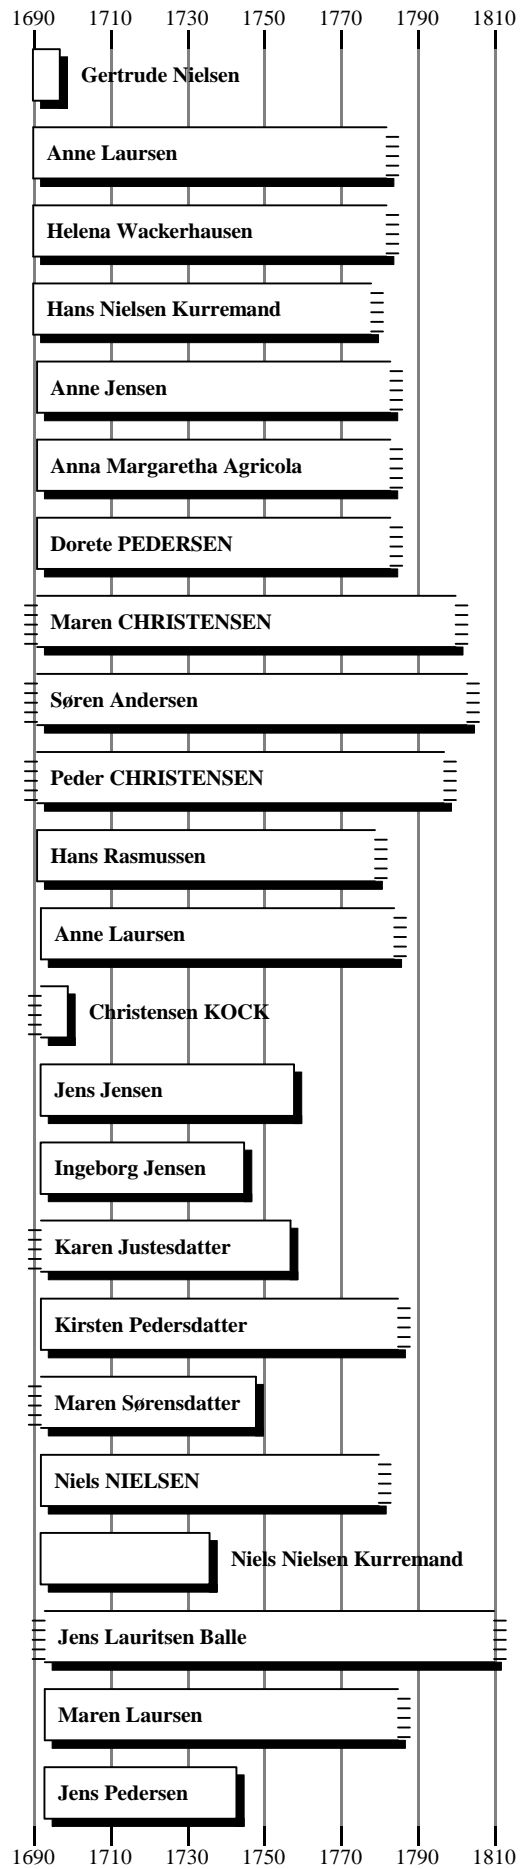 1690 1710 1730 1750 1770 1790 1810
Gertrude Nielsen
Anne Laursen
Helena Wackerhausen
Hans Nielsen Kurremand
Anne Jensen
Anna Margaretha Agricola
Dorete PEDERSEN
Maren CHRISTENSEN
Søren Andersen
Peder CHRISTENSEN
Hans Rasmussen
Anne Laursen
Christensen KOCK
Jens Jensen
Ingeborg Jensen
Karen Justesdatter
Kirsten Pedersdatter
Maren Sørensdatter
Niels NIELSEN
Niels Nielsen Kurremand
Jens Lauritsen Balle
Maren Laursen
Jens Pedersen
1690 1710 1730 1750 1770 1790 1810